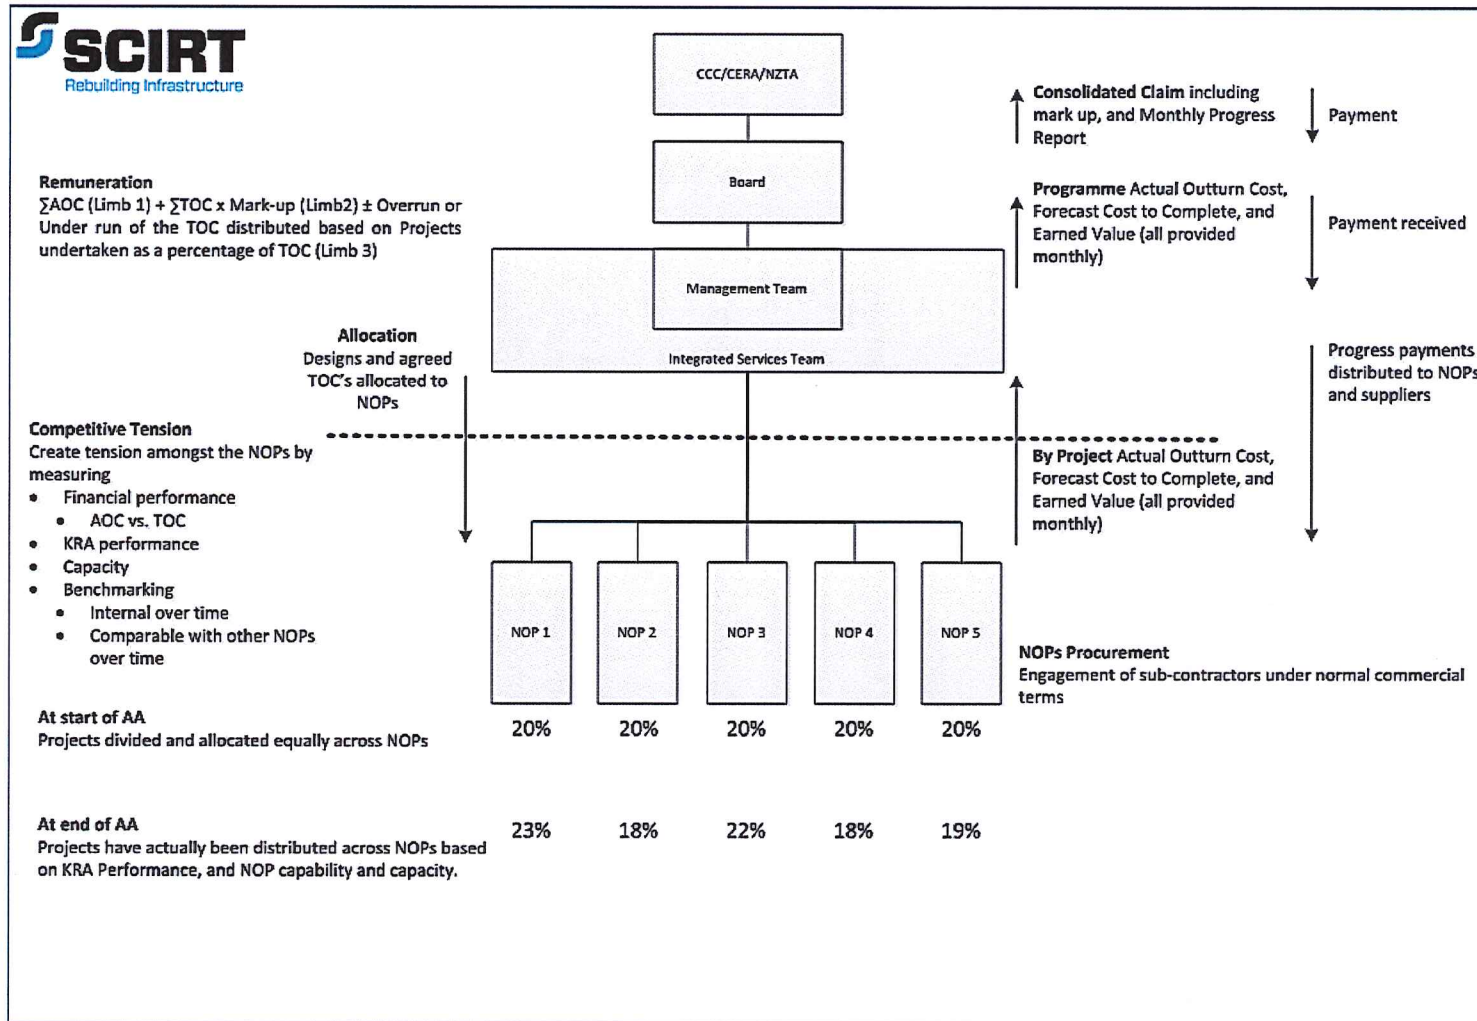 SCIRT
Rebuilding Infrastructure
CCC/CERA/NZTA
Board
Management Team
Integrated Services Team
Consolidated Claim including
mark up, and Monthly Progress
Report
Payment
Remuneration
∑AOC (Limb 1) + ∑TOC x Mark-up (Limb2) ± Overrun or
Under run of the TOC distributed based on Projects
undertaken as a percentage of TOC (Limb 3)
Programme Actual Outturn Cost,
Forecast Cost to Complete, and
Earned Value (all provided
monthly)
Payment received
Allocation
Designs and agreed
TOC's allocated to
NOPs
Progress payments
distributed to NOPs
and suppliers
Competitive Tension
Create tension amongst the NOPs by
measuring
• Financial performance
• AOC vs. TOC
• KRA performance
• Capacity
• Benchmarking
• Internal over time
• Comparable with other NOPs
over time
By Project Actual Outturn Cost,
Forecast Cost to Complete, and
Earned Value (all provided
monthly)
NOP 1 NOP 2 NOP 3 NOP 4 NOP 5
NOPs Procurement
Engagement of sub-contractors under normal commercial
terms
At start of AA
Projects divided and allocated equally across NOPs
20% 20% 20% 20% 20%
At end of AA
Projects have actually been distributed across NOPs based
on KRA Performance, and NOP capability and capacity.
23% 18% 22% 18% 19%